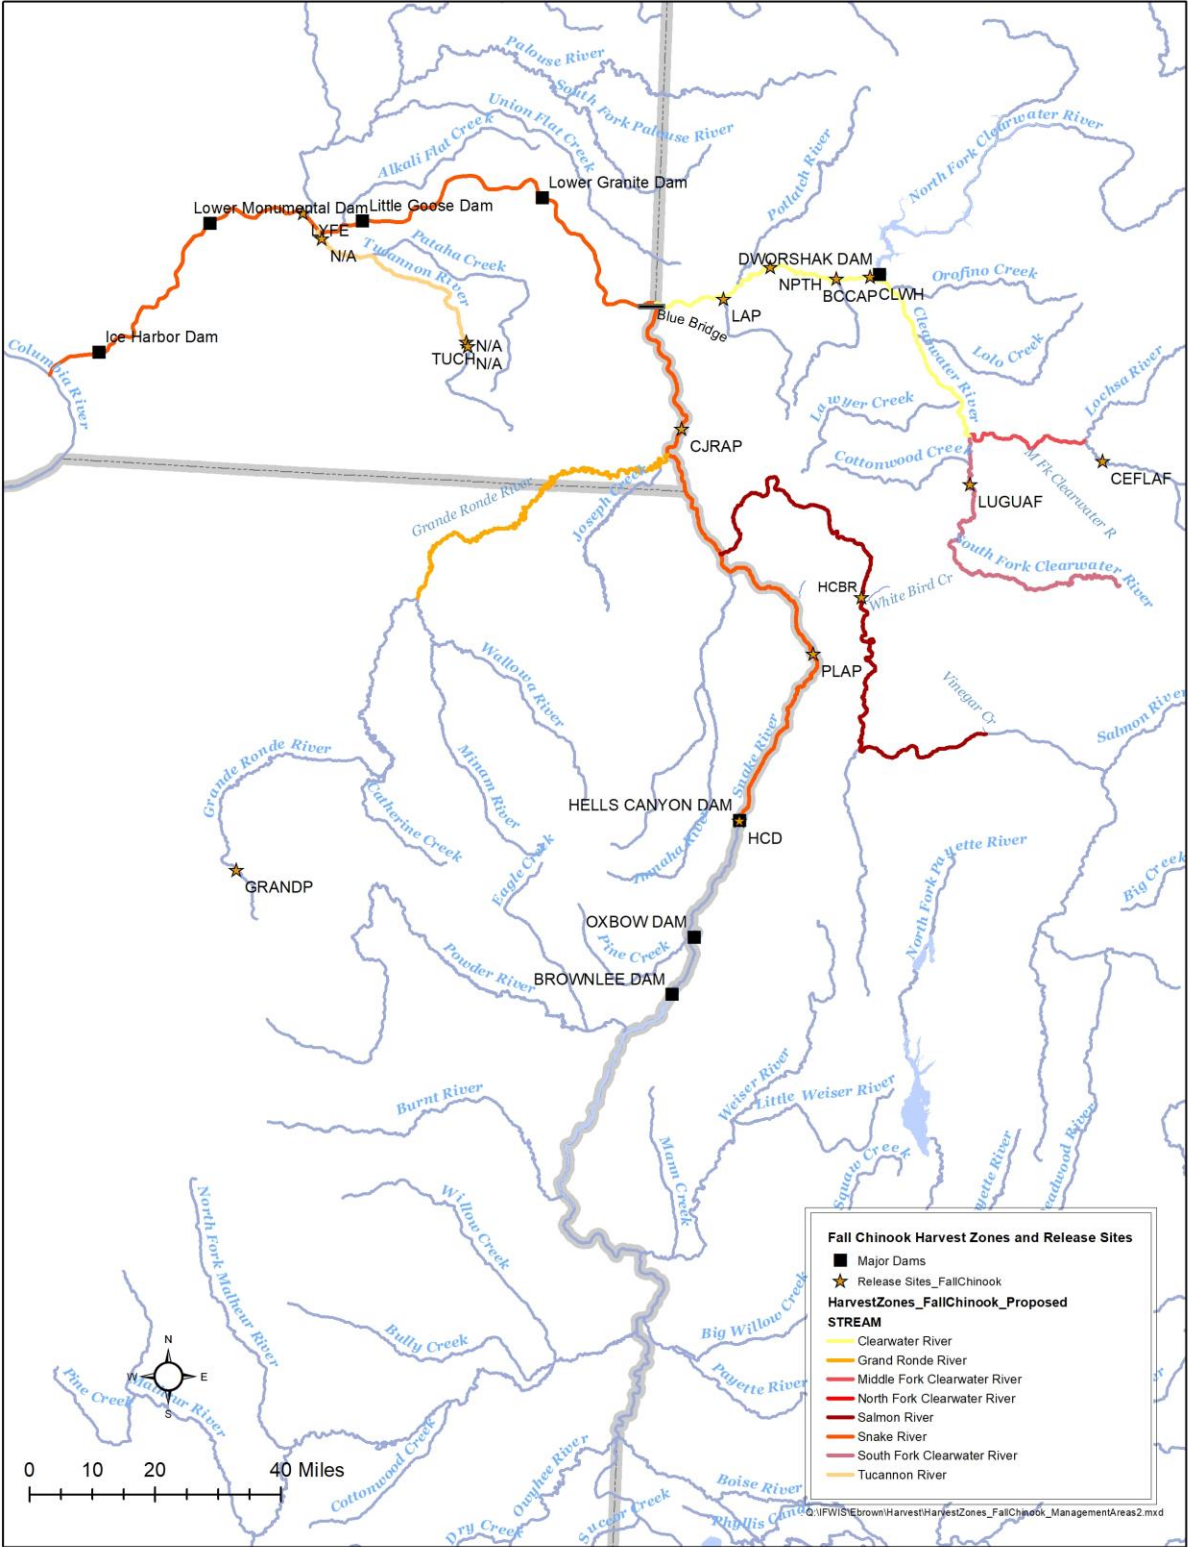 Palouse River
South Fork Palouse River
Union Flat Creek
Alkali Flat Creek
North Fork Clearwater River
Potlatch River
Lower Granite Dam
Lower Monumental Dam
Little Goose Dam
LYFE
N/A
Tucannon River
Pataha Creek
DWORSHAK DAM
NPTH
BCCAP
CLWH
Orofino Creek
LAP
Blue Bridge
Ice Harbor Dam
Columbia River
N/A
TUCH
N/A
Clearwater River
Lolo Creek
Lochsa River
Lawyer Creek
CJRAP
Cottonwood Creek
M Fk Clearwater R
CEFLAF
LUGUAF
Grande Ronde River
Joseph Creek
South Fork Clearwater River
HCBR
White Bird Cr
Wallowa River
PLAP
Vinegar Cr
Salmon River
Snake River
Grande Ronde River
Minam River
Catherine Creek
HELLS CANYON DAM
HCD
Imnaha River
Eagle Creek
North Fork Payette River
Big Creek
GRANDP
OXBOW DAM
Pine Creek
Powder River
BROWNLEE DAM
Burnt River
Weiser River
Little Weiser River
Mann Creek
Squaw Creek
yette River
eadwood River
North Fork Malheur River
Willow Creek
Bully Creek
Big Willow Creek
Payette River
Pine Creek
Malheur River
N
W
E
S
0 10 20 40 Miles
Cottonwood Creek
Owyhee River
Dry Creek
Succor Creek
Boise River
Phyllis Canal
Fall Chinook Harvest Zones and Release Sites
Major Dams
Release Sites_FallChinook
HarvestZones_FallChinook_Proposed
STREAM
Clearwater River
Grand Ronde River
Middle Fork Clearwater River
North Fork Clearwater River
Salmon River
Snake River
South Fork Clearwater River
Tucannon River
Q:\IFWIS\Ebrown\Harvest\HarvestZones_FallChinook_ManagementAreas2.mxd